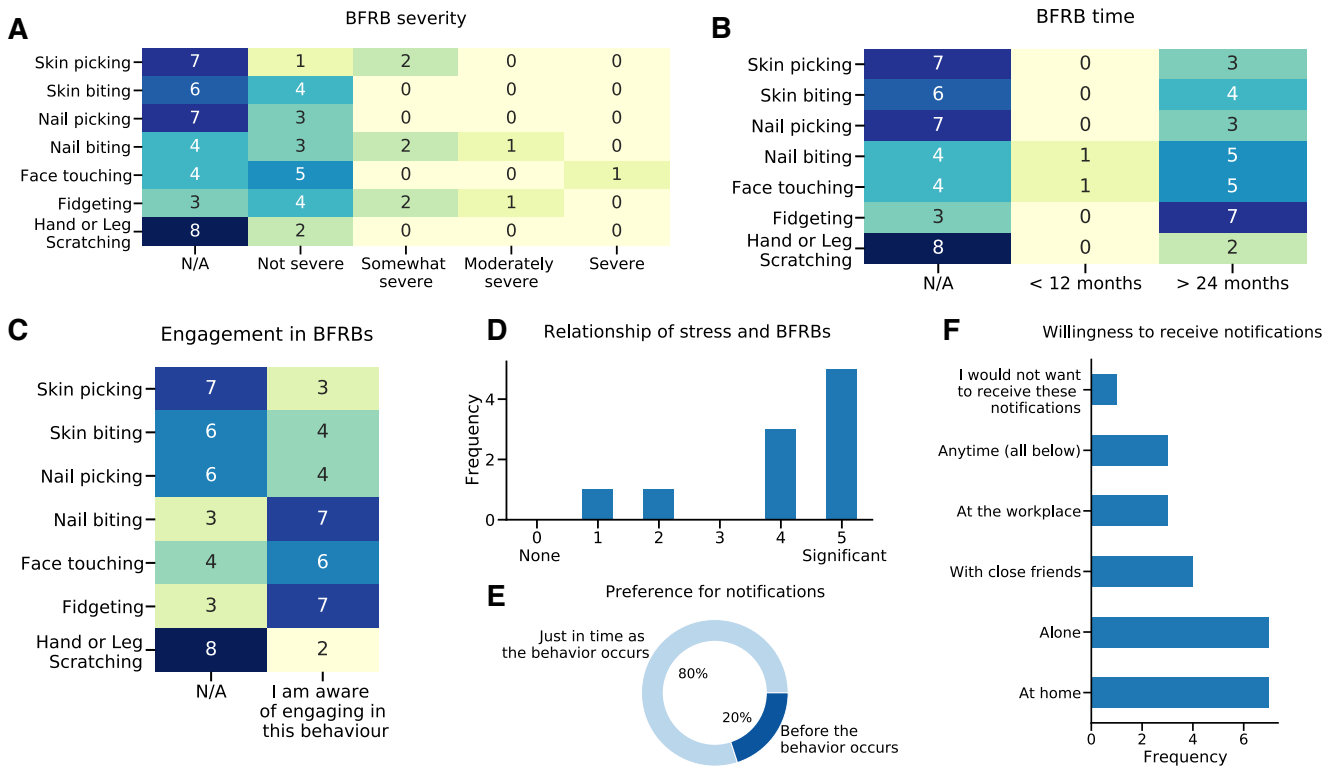 A
BFRB severity
Skin picking 7 1 2 0 0
Skin biting 6 4 0 0 0
Nail picking 7 3 0 0 0
Nail biting 4 3 2 1 0
Face touching 4 5 0 0 1
Fidgeting 3 4 2 1 0
Hand or Leg
Scratching 8 2 0 0 0
N/A Not severe Somewhat
severe Moderately
severe Severe
B
BFRB time
Skin picking 7 0 3
Skin biting 6 0 4
Nail picking 7 0 3
Nail biting 4 1 5
Face touching 4 1 5
Fidgeting 3 0 7
Hand or Leg
Scratching 8 0 2
N/A < 12 months > 24 months
C
Engagement in BFRBs
Skin picking 7 3
Skin biting 6 4
Nail picking 6 4
Nail biting 3 7
Face touching 4 6
Fidgeting 3 7
Hand or Leg
Scratching 8 2
N/A I am aware
of engaging in
this behaviour
D
Relationship of stress and BFRBs
Frequency
4
2
0
0 1 2 3 4 5
None Significant
E
Preference for notifications
Just in time as
the behavior occurs
80%
20%
Before the
behavior occurs
F
Willingness to receive notifications
I would not want
to receive these
notifications
Anytime (all below)
At the workplace
With close friends
Alone
At home
0 2 4 6
Frequency